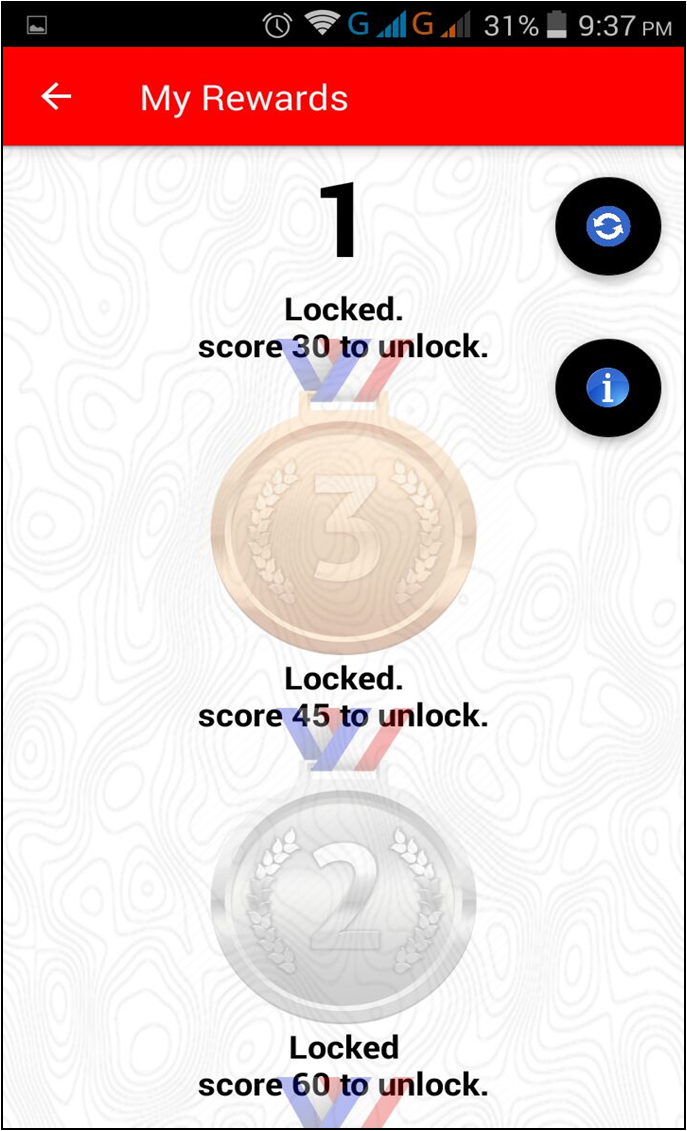 G G 31% 9:37 PM
My Rewards
1
Locked.
score 30 to unlock.
i
3
Locked.
score 45 to unlock.
2
Locked
score 60 to unlock.